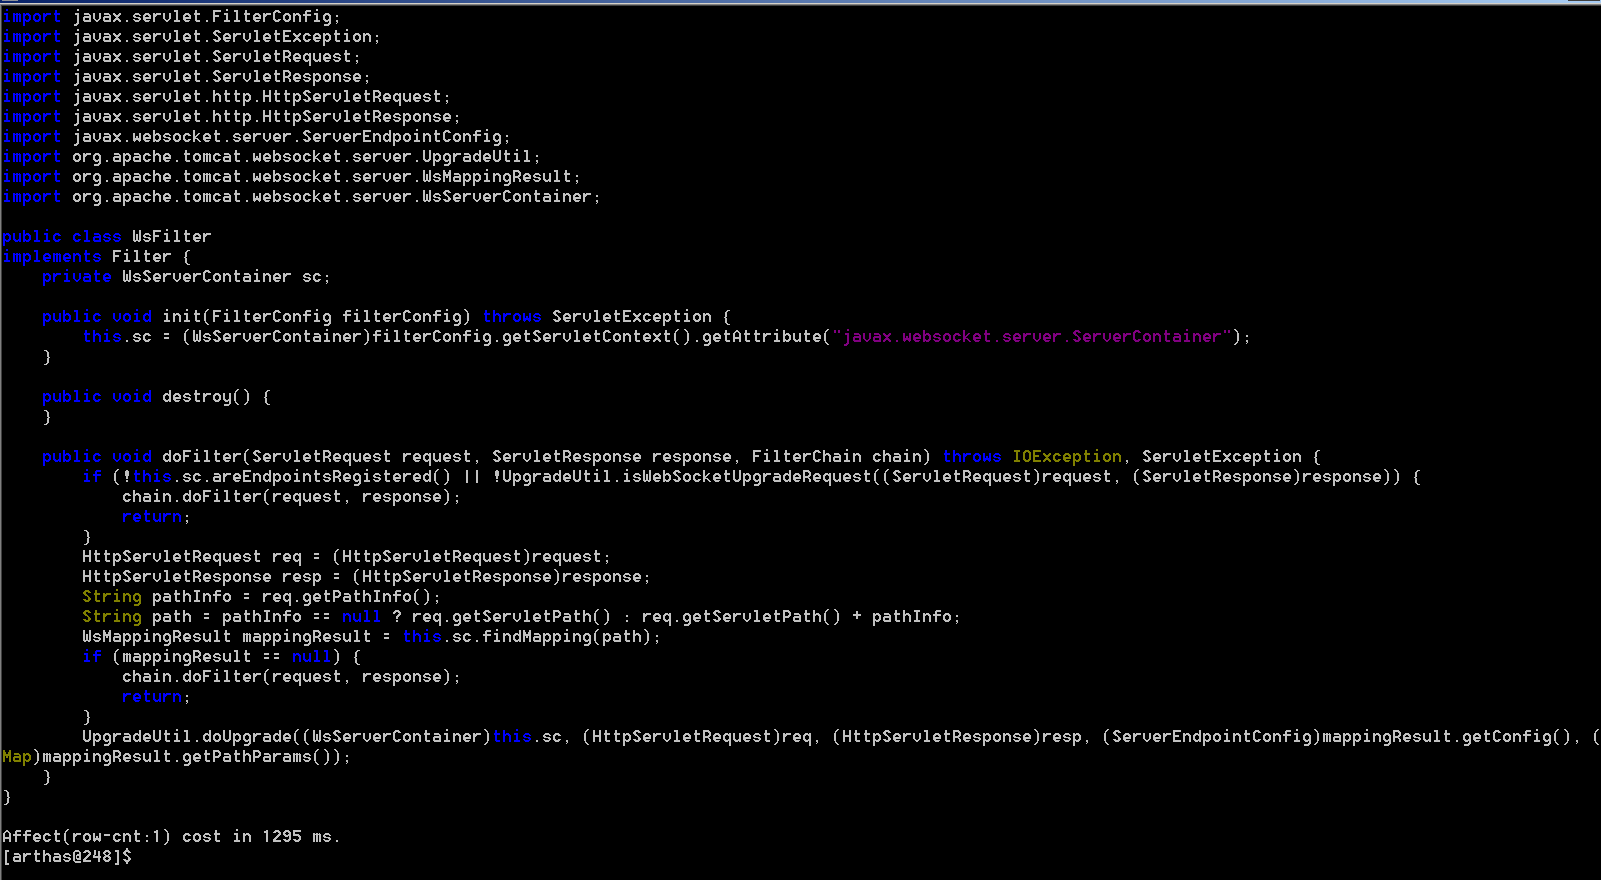 import javax.servlet.FilterConfig;
import javax.servlet.ServletException;
import javax.servlet.ServletRequest;
import javax.servlet.ServletResponse;
import javax.servlet.http.HttpServletRequest;
import javax.servlet.http.HttpServletResponse;
import javax.websocket.server.ServerEndpointConfig;
import org.apache.tomcat.websocket.server.UpgradeUtil;
import org.apache.tomcat.websocket.server.WsMappingResult;
import org.apache.tomcat.websocket.server.WsServerContainer;

public class WsFilter
implements Filter {
    private WsServerContainer sc;

    public void init(FilterConfig filterConfig) throws ServletException {
        this.sc = (WsServerContainer)filterConfig.getServletContext().getAttribute("javax.websocket.server.ServerContainer");
    }

    public void destroy() {
    }

    public void doFilter(ServletRequest request, ServletResponse response, FilterChain chain) throws IOException, ServletException {
        if (!this.sc.areEndpointsRegistered() || !UpgradeUtil.isWebSocketUpgradeRequest((ServletRequest)request, (ServletResponse)response)) {
            chain.doFilter(request, response);
            return;
        }
        HttpServletRequest req = (HttpServletRequest)request;
        HttpServletResponse resp = (HttpServletResponse)response;
        String pathInfo = req.getPathInfo();
        String path = pathInfo == null ? req.getServletPath() : req.getServletPath() + pathInfo;
        WsMappingResult mappingResult = this.sc.findMapping(path);
        if (mappingResult == null) {
            chain.doFilter(request, response);
            return;
        }
        UpgradeUtil.doUpgrade((WsServerContainer)this.sc, (HttpServletRequest)req, (HttpServletResponse)resp, (ServerEndpointConfig)mappingResult.getConfig(), (
Map)mappingResult.getPathParams());
    }
}

Affect(row-cnt:1) cost in 1295 ms.
[arthas@248]$